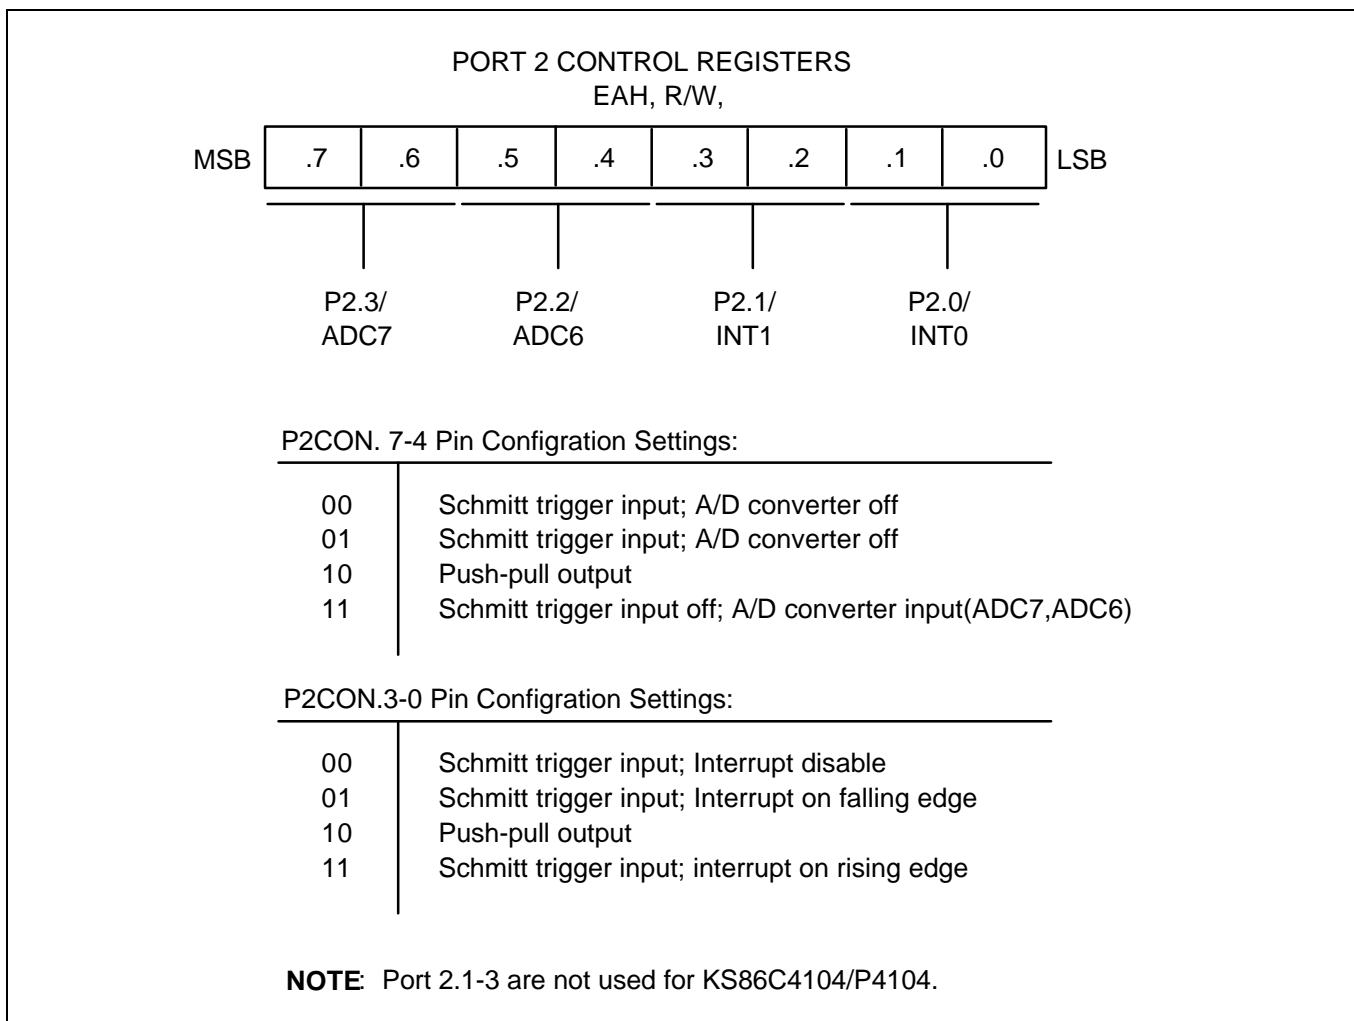 PORT 2 CONTROL REGISTERS
EAH, R/W,
MSB .7 .6 .5 .4 .3 .2 .1 .0 LSB
P2.3/ P2.2/ P2.1/ P2.0/
ADC7 ADC6 INT1 INT0
P2CON. 7-4 Pin Configration Settings:
00 Schmitt trigger input; A/D converter off
01 Schmitt trigger input; A/D converter off
10 Push-pull output
11 Schmitt trigger input off; A/D converter input(ADC7,ADC6)
P2CON.3-0 Pin Configration Settings:
00 Schmitt trigger input; Interrupt disable
01 Schmitt trigger input; Interrupt on falling edge
10 Push-pull output
11 Schmitt trigger input; interrupt on rising edge
NOTE: Port 2.1-3 are not used for KS86C4104/P4104.